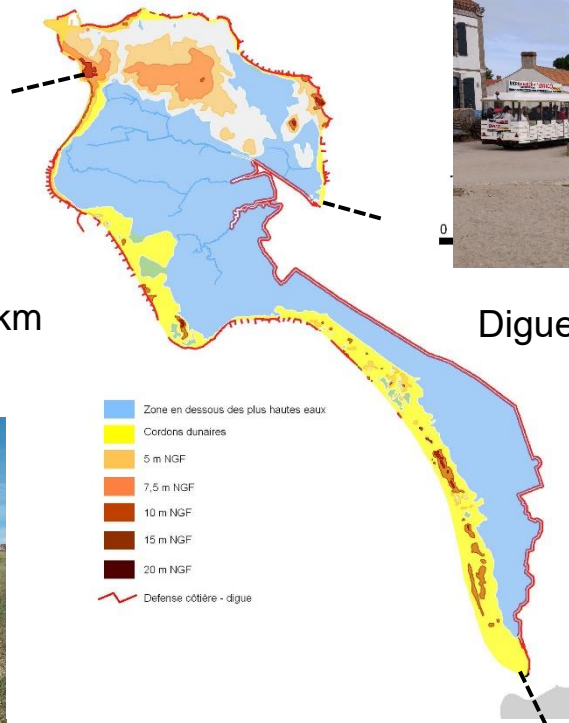 0
km
Digue
Zone en dessous des plus hautes eaux
Cordons dunaires
5 m NGF
7,5 m NGF
10 m NGF
15 m NGF
20 m NGF
Defense côtière - digue